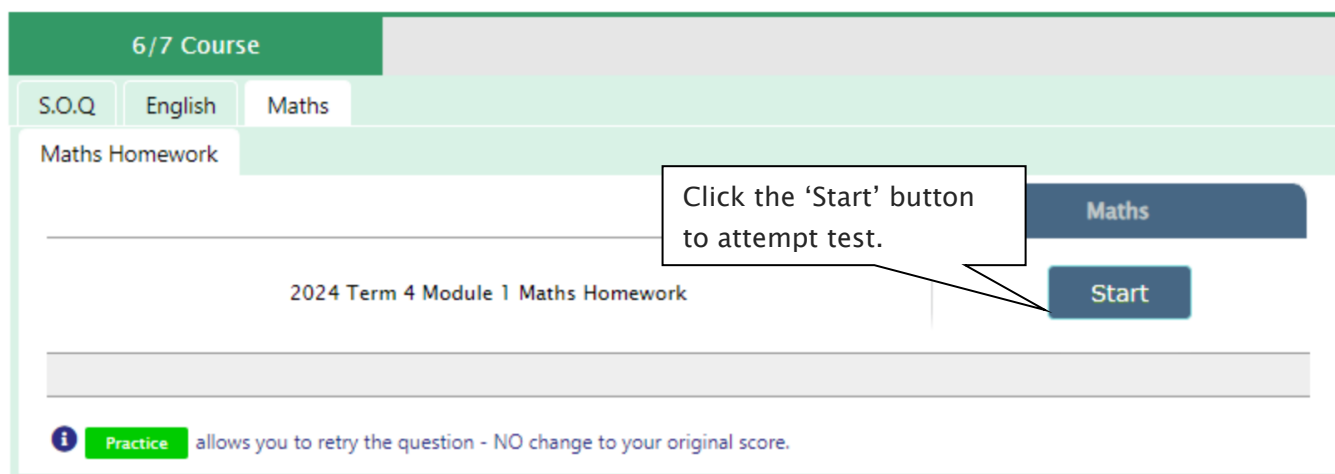 6/7 Course
S.O.Q English Maths
Maths Homework
Click the ‘Start’ button
to attempt test.
Maths
2024 Term 4 Module 1 Maths Homework
Start
Practice allows you to retry the question - NO change to your original score.